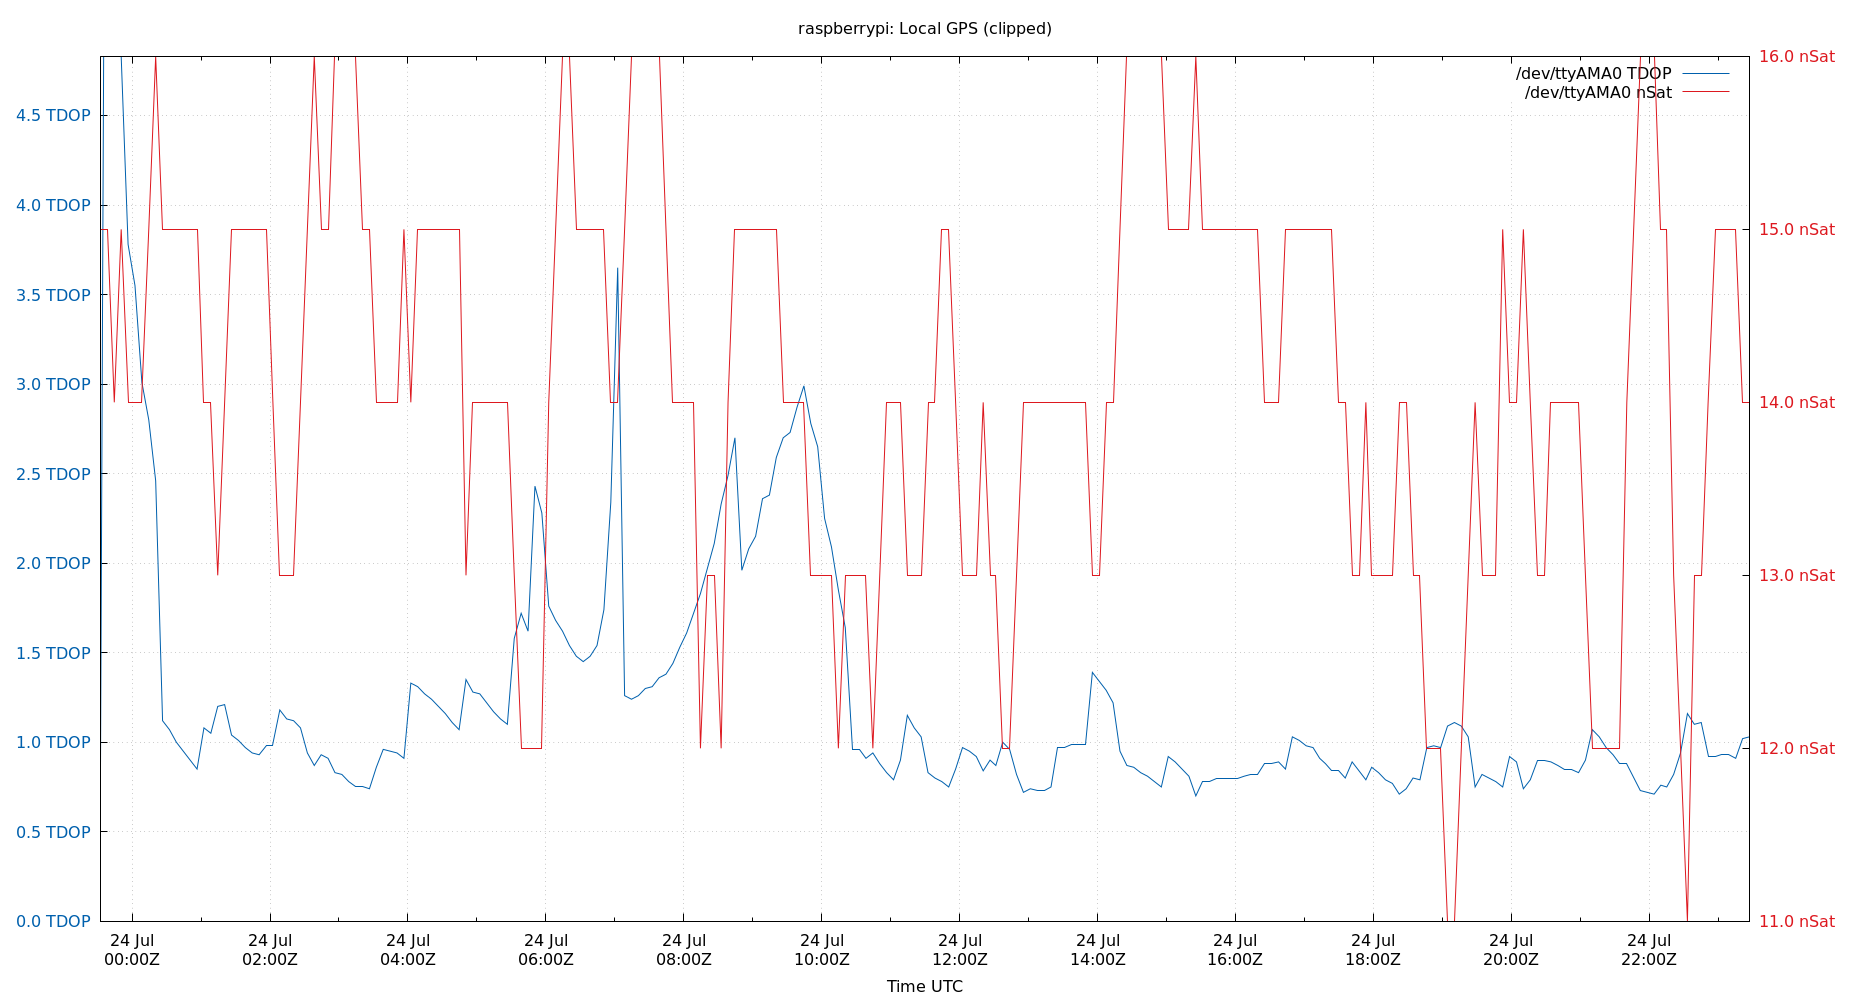 raspberrypi: Local GPS (clipped)
/dev/ttyAMA0 TDOP
/dev/ttyAMA0 nSat
4.5 TDOP
4.0 TDOP
3.5 TDOP
3.0 TDOP
2.5 TDOP
2.0 TDOP
1.5 TDOP
1.0 TDOP
0.5 TDOP
0.0 TDOP
16.0 nSat
15.0 nSat
14.0 nSat
13.0 nSat
12.0 nSat
11.0 nSat
24 Jul
00:00Z
24 Jul
02:00Z
24 Jul
04:00Z
24 Jul
06:00Z
24 Jul
08:00Z
24 Jul
10:00Z
24 Jul
12:00Z
24 Jul
14:00Z
24 Jul
16:00Z
24 Jul
18:00Z
24 Jul
20:00Z
24 Jul
22:00Z
Time UTC